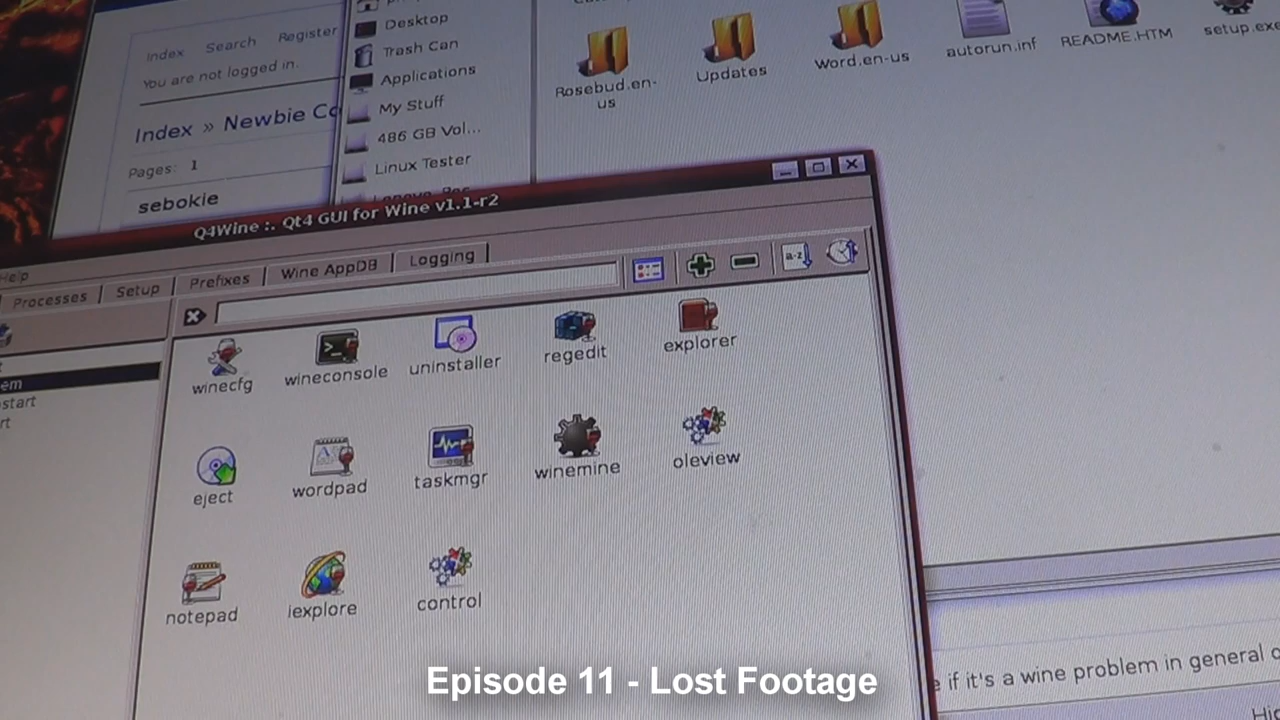 Index Search Register
You are not logged in.
Index » Newbie Co
Pages: 1
sebokie
Desktop
Trash Can
Applications
My Stuff
486 GB Vol...
Linux Tester
Rosebud.en-
us
Updates
Word.en-us
autorun.inf
README.HTM
setup.exe
Q4Wine :. Qt4 GUI for Wine v1.1-r2
Help
Processes Setup Prefixes Wine AppDB Logging
a-z
em
start
rt
winecfg wineconsole uninstaller regedit explorer
eject wordpad taskmgr winemine oleview
notepad iexplore control
e if it's a wine problem in general o
Episode 11 - Lost Footage